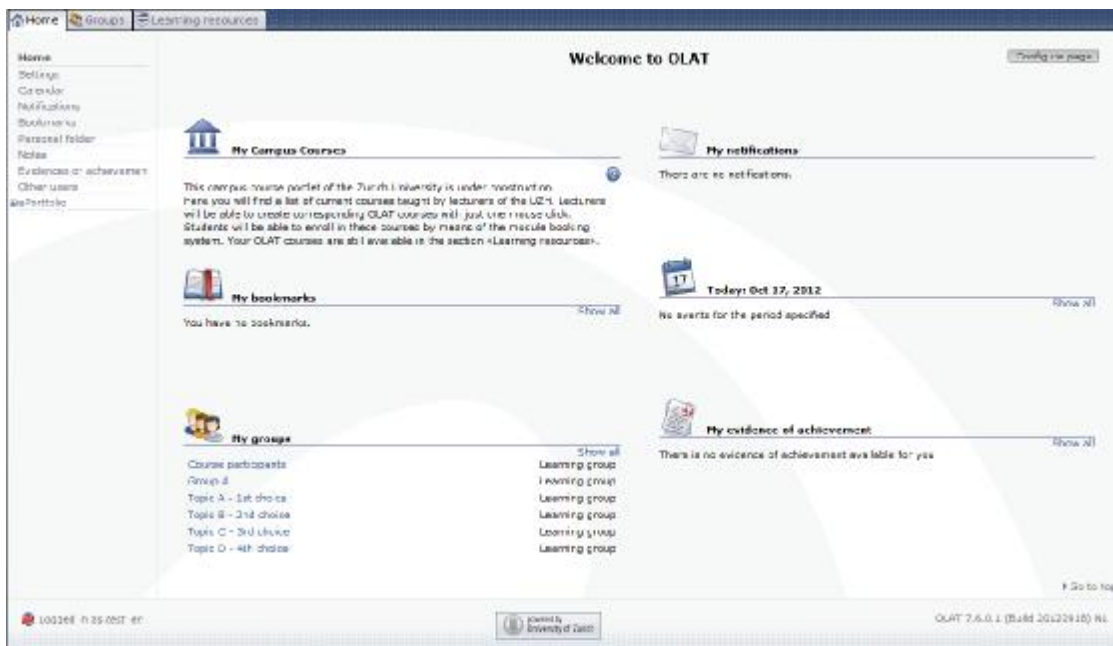 Home Groups Learning resources
Home
Settings
Calendar
Notifications
Bookmarks
Personal folder
Notes
Evidences of achievemen
Other users
ePortfolio
Welcome to OLAT
Configure page
My Campus Courses
This campus course portlet of the Zurich University is under construction.
Here you will find a list of current courses taught by lecturers of the UZH. Lecturers
will be able to create corresponding OLAT courses with just one mouse click.
Students will be able to enroll in these courses by means of the module booking
system. Your OLAT courses are still available in the section «Learning resources».
My notifications
There are no notifications.
My bookmarks
Show all
You have no bookmarks.
17
Today: Oct 17, 2012
Show all
No events for the period specified
My groups
Show all
Course participants Learning group
Group 4 Learning group
Topic A - 1st choice Learning group
Topic B - 2nd choice Learning group
Topic C - 3rd choice Learning group
Topic D - 4th choice Learning group
My evidence of achievement
Show all
There is no evidence of achievement available for you
Go to top
Logged in as
powered by
University of Zurich
OLAT 7.6.0.1